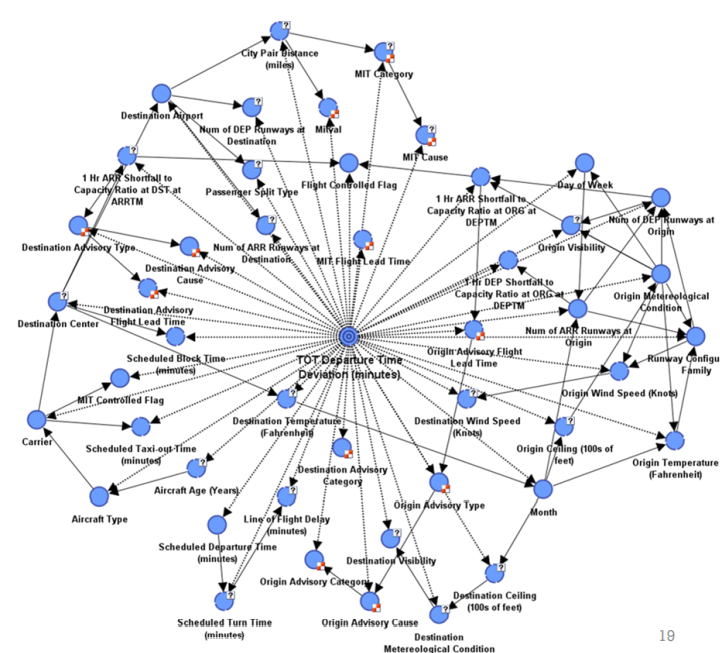 City Pair Distance
(miles)
MIT Category
Destination Airport
Num of DEP Runways at
Destination
Mitval
MIT Cause
1 Hr ARR Shortfall to
Capacity Ratio at DST at
ARRTM
Passenger Split Type
Flight Controlled Flag
1 Hr ARR Shortfall to
Capacity Ratio at ORG at
DEPTM
Day of Week
Num of DEP Runways at
Origin
Destination Advisory Type
Destination Advisory
Cause
Num of ARR Runways at
Destination
MIT Flight Lead Time
Origin Visibility
1 Hr DEP Shortfall to
Capacity Ratio at ORG at
DEPTM
Origin Metereological
Condition
Destination Center
Destination Advisory
Flight Lead Time
Num of ARR Runways at
Origin
Scheduled Block Time
(minutes)
TOT Departure Time
Deviation (minutes)
Origin Advisory Flight
Lead Time
Runway Configu
Family
MIT Controlled Flag
Origin Wind Speed (Knots)
Carrier
Scheduled Taxi-out Time
(minutes)
Destination Temperature
(Fahrenheit)
Destination Wind Speed
(Knots)
Origin Ceiling (100s of
feet)
Origin Temperature
(Fahrenheit)
Destination Advisory
Category
Aircraft Type
Aircraft Age (Years)
Line of Flight Delay
(minutes)
Origin Advisory Type
Month
Scheduled Departure Time
(minutes)
Destination Visibility
Origin Advisory Category
Destination Ceiling
(100s of feet)
Scheduled Turn Time
(minutes)
Origin Advisory Cause
Destination
Metereological Condition
19